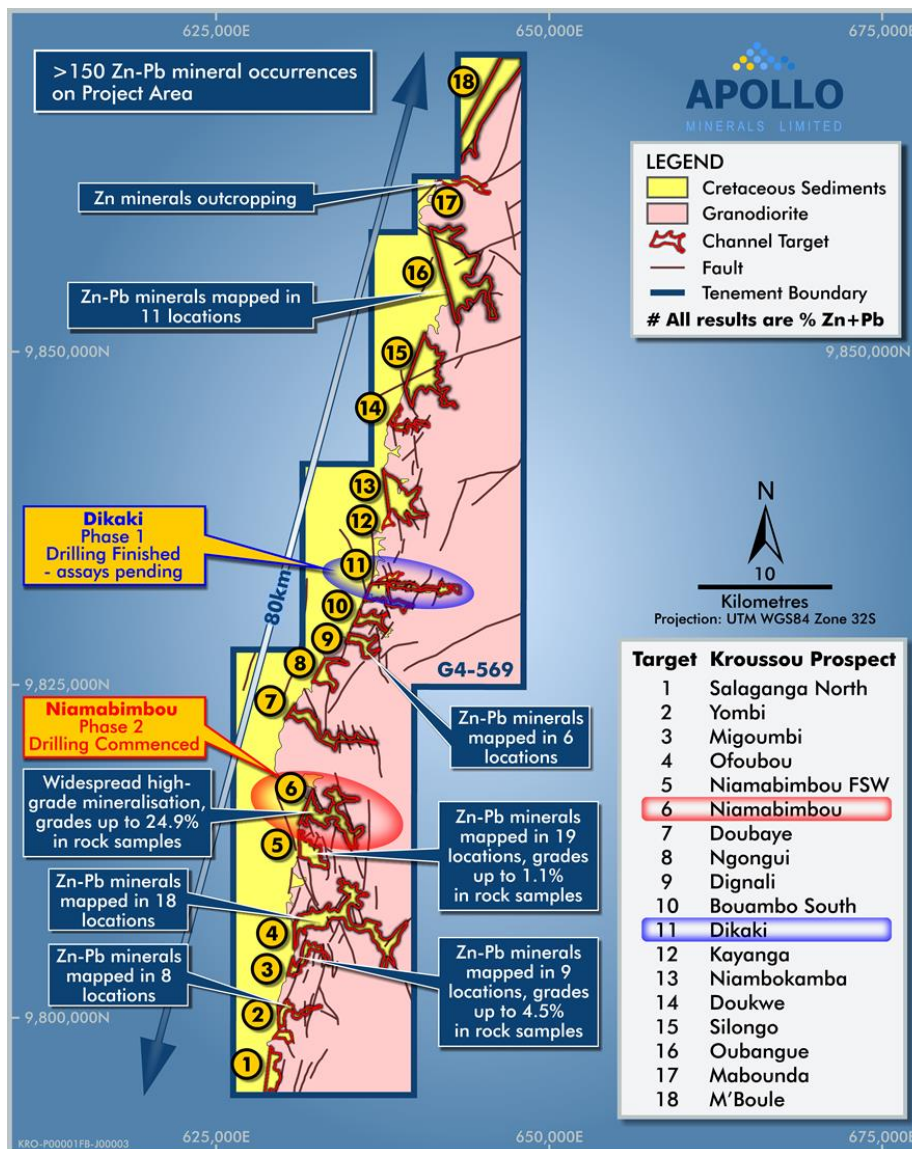 625,000E
650,000E
675,000E
>150 Zn-Pb mineral occurrences
on Project Area
APOLLO
MINERALS LIMITED
LEGEND
Cretaceous Sediments
Granodiorite
Channel Target
Fault
Tenement Boundary
# All results are % Zn+Pb
18
Zn minerals outcropping
17
16
Zn-Pb minerals mapped in
11 locations
9,850,000N
9,850,000N
15
14
13
12
Dikaki
Phase 1
Drilling Finished
- assays pending
11
80km
10
9
8
7
G4-569
N
10
Kilometres
Projection: UTM WGS84 Zone 32S
9,825,000N
Niamabimbou
Phase 2
Drilling Commenced
Zn-Pb minerals
mapped in 6
locations
6
Widespread high-
grade mineralisation,
grades up to 24.9%
in rock samples
5
Zn-Pb minerals
mapped in 19
locations, grades
up to 1.1%
in rock samples
Zn-Pb minerals
mapped in 18
locations
4
Zn-Pb minerals
mapped in 8
locations
3
Zn-Pb minerals
mapped in 9
locations, grades
up to 4.5%
in rock samples
2
9,800,000N
1
Target Kroussou Prospect
1 Salaganga North
2 Yombi
3 Migoumbi
4 Ofoubou
5 Niamabimbou FSW
6 Niamabimbou
7 Doubaye
8 Ngongui
9 Dignali
10 Bouambo South
11 Dikaki
12 Kayanga
13 Niambokamba
14 Doukwe
15 Silongo
16 Oubangue
17 Mabounda
18 M'Boule
KRO-P00001FB-J00003
625,000E
650,000E
675,000E